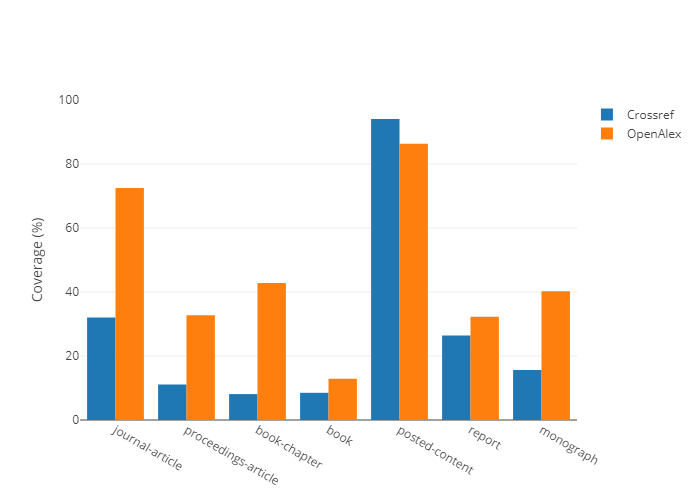 100
80
60
40
20
0
Coverage (%)
journal-article
proceedings-article
book-chapter
book
posted-content
report
monograph
Crossref
OpenAlex